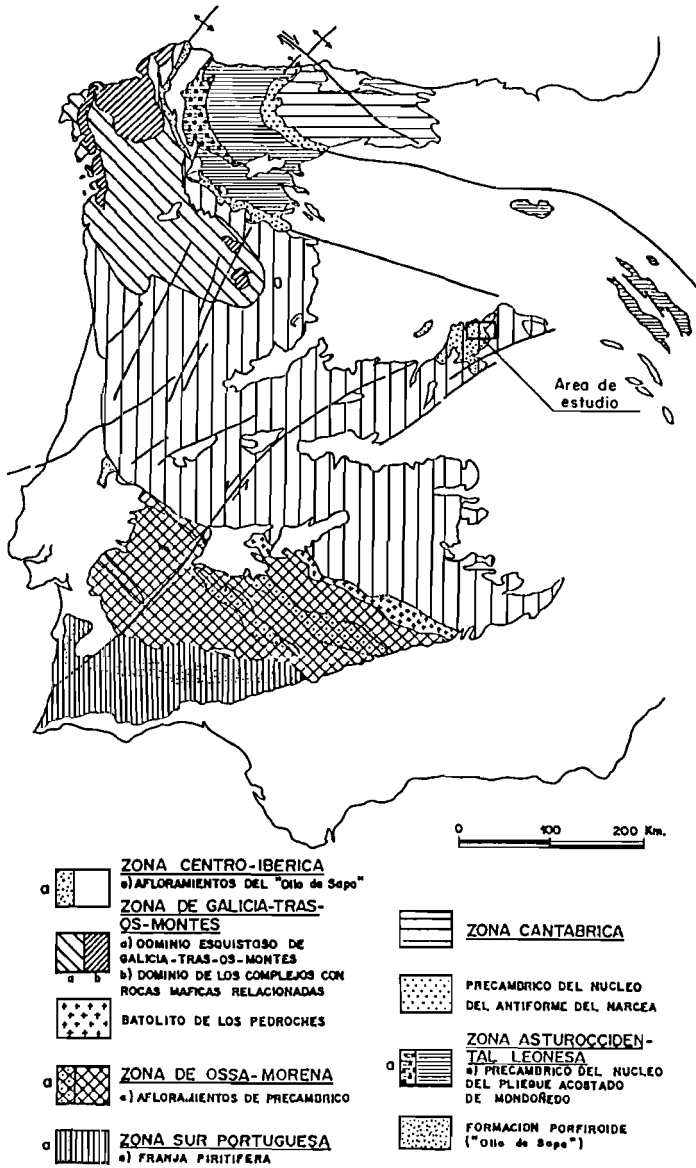 Area de
estudio
0 100 200 Km.
a
ZONA CENTRO-IBERICA
a) AFLORAMIENTOS DEL "Ollo de Sapo"
ZONA DE GALICIA-TRAS-
OS-MONTES
a) DOMINIO ESQUISTOSO DE
GALICIA-TRAS-OS-MONTES
a b
b) DOMINIO DE LOS COMPLEJOS CON
ROCAS MAFICAS RELACIONADAS
BATOLITO DE LOS PEDROCHES
a
ZONA DE OSSA-MORENA
a) AFLORAMIENTOS DE PRECAMBRICO
a
ZONA SUR PORTUGUESA
a) FRANJA PIRITIFERA
ZONA CANTABRICA
PRECAMBRICO DEL NUCLEO
DEL ANTIFORME DEL NARCEA
a
ZONA ASTUROCCIDEN-
TAL LEONESA
a) PRECAMBRICO DEL NUCLEO
DEL PLIEGUE ACOSTADO
DE MONDOÑEDO
FORMACION PORFIROIDE
("Ollo de Sapo")